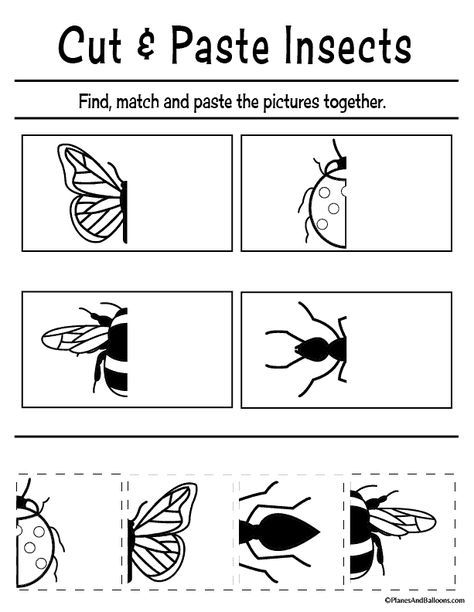 Cut & Paste Insects
Find, match and paste the pictures together.
©PlanesAndBalloons.com